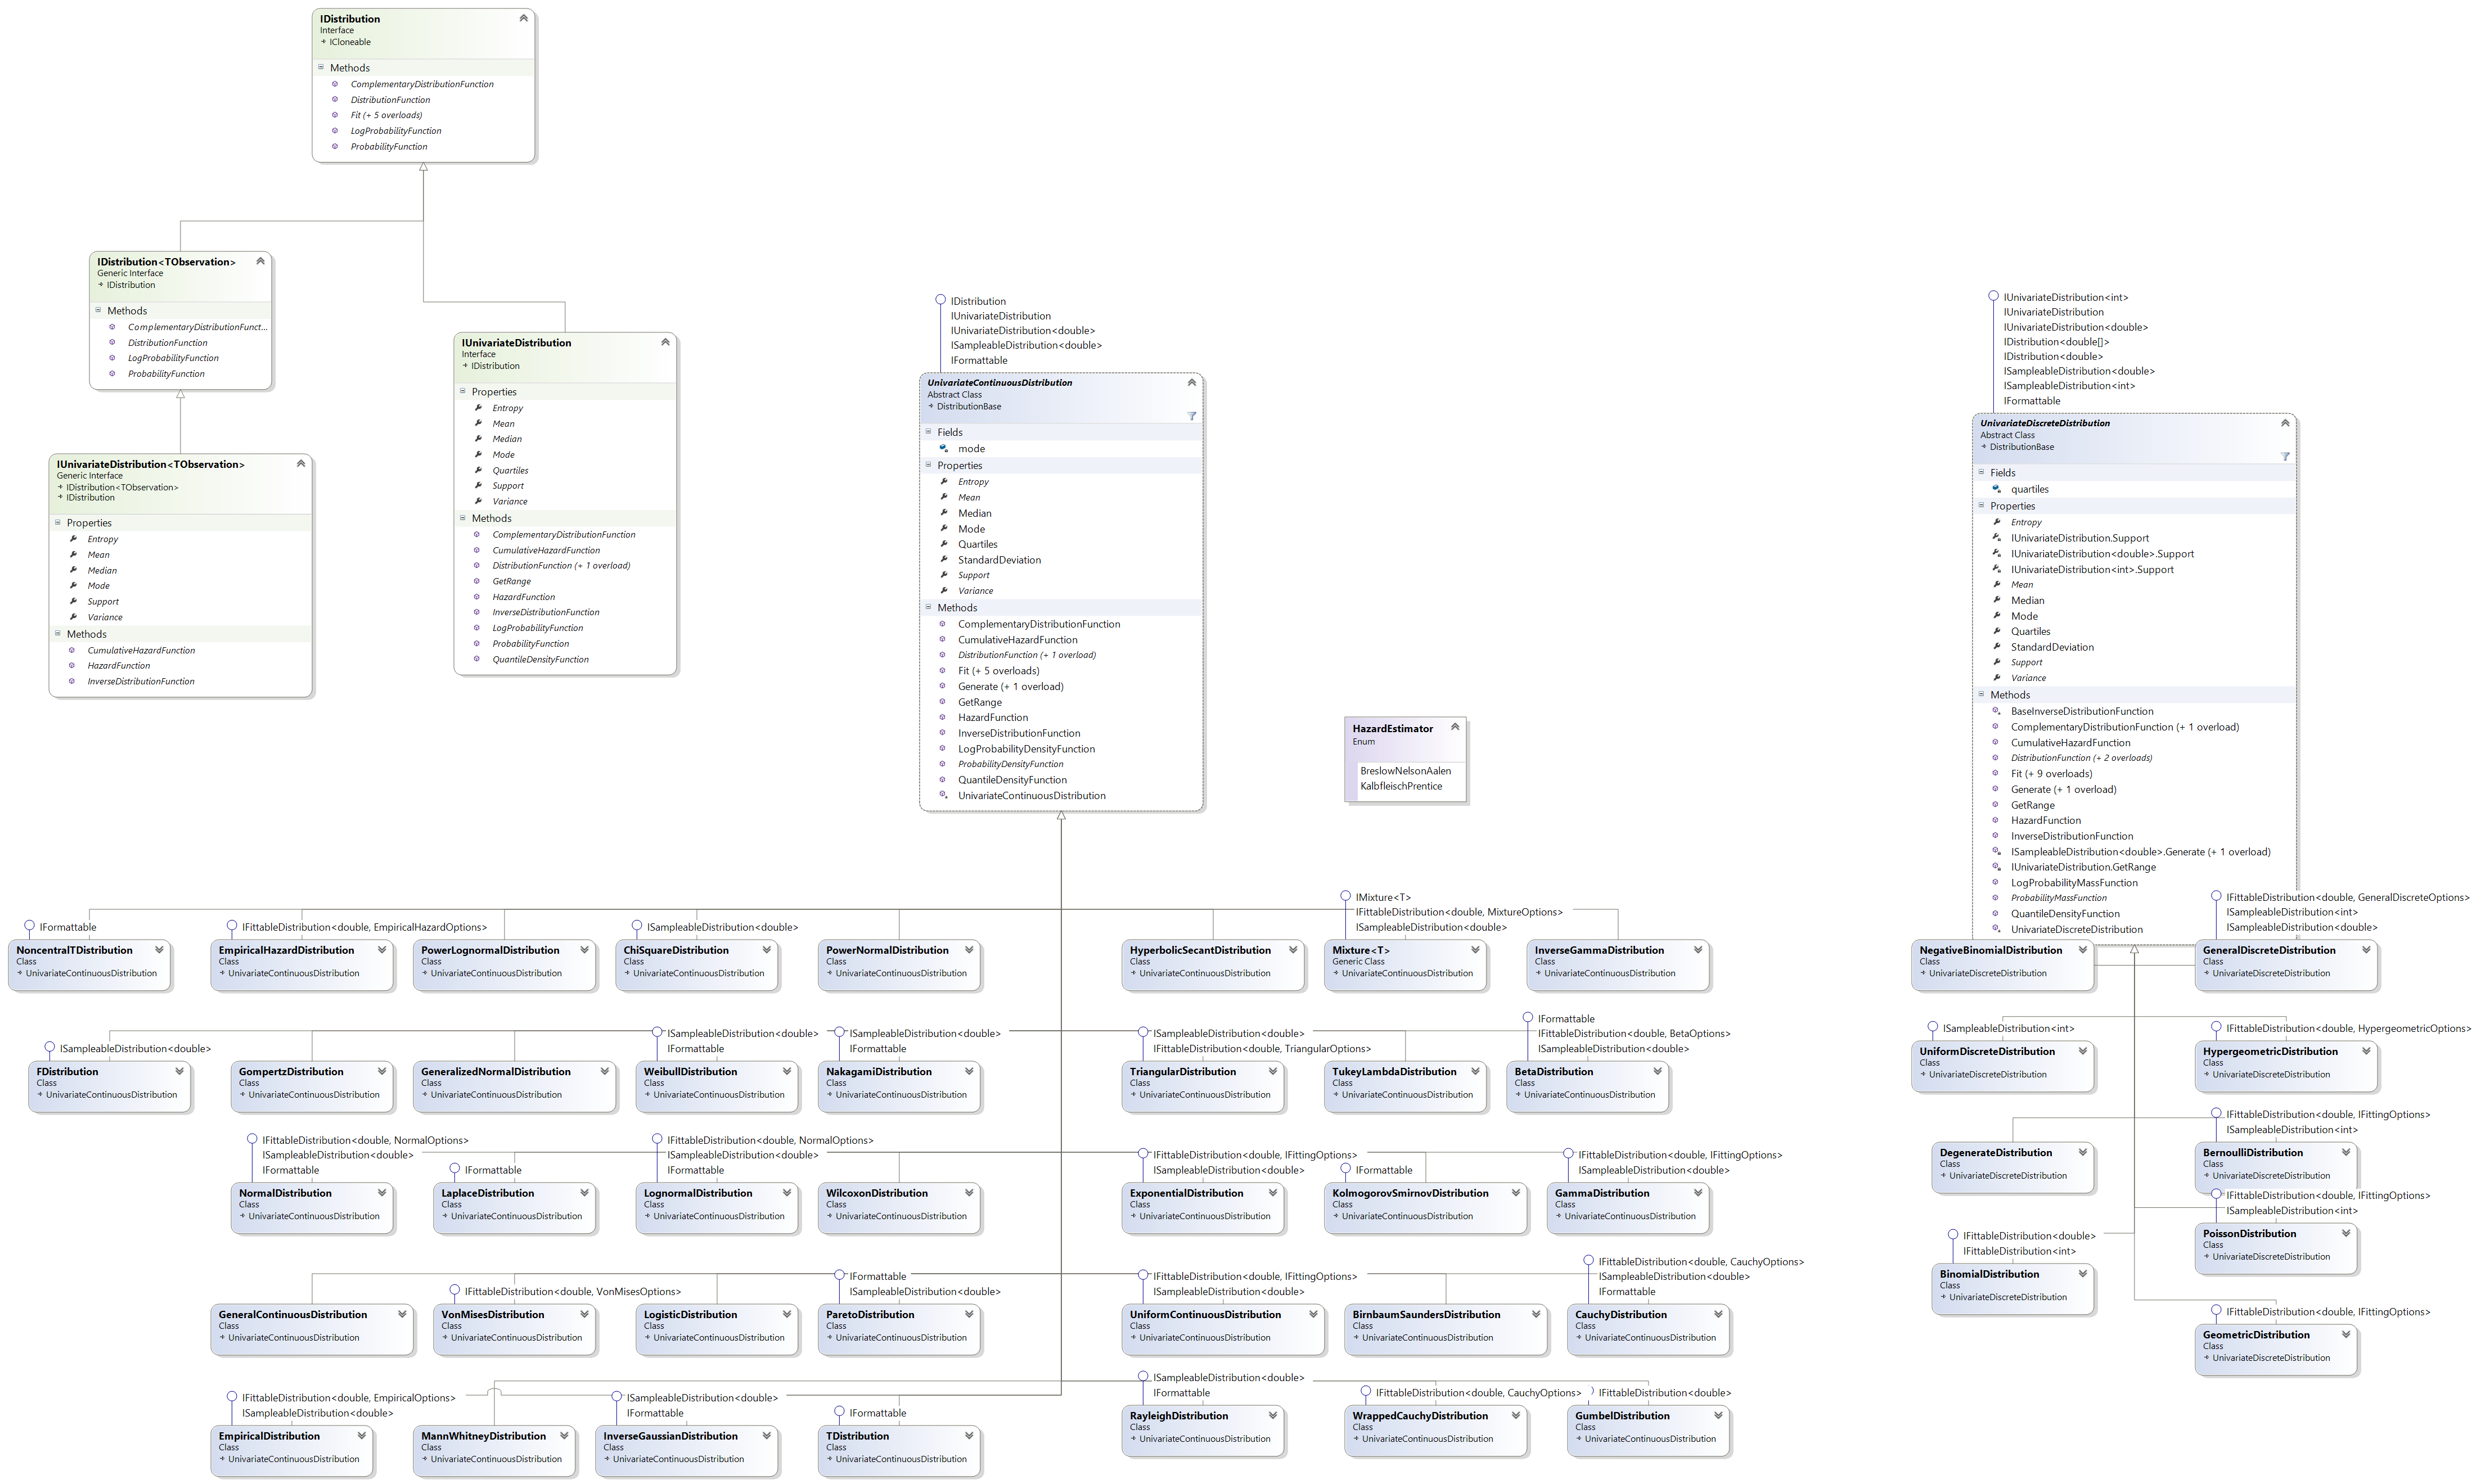 IDistribution
Interface
ICloneable
Methods
ComplementaryDistributionFunction
DistributionFunction
Fit (+ 5 overloads)
LogProbabilityFunction
ProbabilityFunction
IDistribution<TObservation>
Generic Interface
IDistribution
Methods
ComplementaryDistributionFunct...
DistributionFunction
LogProbabilityFunction
ProbabilityFunction
IUnivariateDistribution<TObservation>
Generic Interface
IDistribution<TObservation>
IDistribution
Properties
Entropy
Mean
Median
Mode
Support
Variance
Methods
CumulativeHazardFunction
HazardFunction
InverseDistributionFunction
IUnivariateDistribution
Interface
IDistribution
Properties
Entropy
Mean
Median
Mode
Quartiles
Support
Variance
Methods
ComplementaryDistributionFunction
CumulativeHazardFunction
DistributionFunction (+ 1 overload)
GetRange
HazardFunction
InverseDistributionFunction
LogProbabilityFunction
ProbabilityFunction
QuantileDensityFunction
IDistribution
IUnivariateDistribution
IUnivariateDistribution<double>
ISampleableDistribution<double>
IFormattable
UnivariateContinuousDistribution
Abstract Class
DistributionBase
Fields
mode
Properties
Entropy
Mean
Median
Mode
Quartiles
StandardDeviation
Support
Variance
Methods
ComplementaryDistributionFunction
CumulativeHazardFunction
DistributionFunction (+ 1 overload)
Fit (+ 5 overloads)
Generate (+ 1 overload)
GetRange
HazardFunction
InverseDistributionFunction
LogProbabilityDensityFunction
ProbabilityDensityFunction
QuantileDensityFunction
UnivariateContinuousDistribution
HazardEstimator
Enum
BreslowNelsonAalen
KalbfleischPrentice
IUnivariateDistribution<int>
IUnivariateDistribution
IUnivariateDistribution<double>
IDistribution<double[]>
IDistribution<double>
ISampleableDistribution<double>
ISampleableDistribution<int>
IFormattable
UnivariateDiscreteDistribution
Abstract Class
DistributionBase
Fields
quartiles
Properties
Entropy
IUnivariateDistribution.Support
IUnivariateDistribution<double>.Support
IUnivariateDistribution<int>.Support
Mean
Median
Mode
Quartiles
StandardDeviation
Support
Variance
Methods
BaseInverseDistributionFunction
ComplementaryDistributionFunction (+ 1 overload)
CumulativeHazardFunction
DistributionFunction (+ 2 overloads)
Fit (+ 9 overloads)
Generate (+ 1 overload)
GetRange
HazardFunction
InverseDistributionFunction
ISampleableDistribution<double>.Generate (+ 1 overload)
IUnivariateDistribution.GetRange
LogProbabilityMassFunction
ProbabilityMassFunction
QuantileDensityFunction
UnivariateDiscreteDistribution
IFormattable
NoncentralTDistribution
Class
UnivariateContinuousDistribution
IFittableDistribution<double, EmpiricalHazardOptions>
EmpiricalHazardDistribution
Class
UnivariateContinuousDistribution
PowerLognormalDistribution
Class
UnivariateContinuousDistribution
ISampleableDistribution<double>
ChiSquareDistribution
Class
UnivariateContinuousDistribution
PowerNormalDistribution
Class
UnivariateContinuousDistribution
HyperbolicSecantDistribution
Class
UnivariateContinuousDistribution
IMixture<T>
IFittableDistribution<double, MixtureOptions>
ISampleableDistribution<double>
Mixture<T>
Generic Class
UnivariateContinuousDistribution
InverseGammaDistribution
Class
UnivariateContinuousDistribution
NegativeBinomialDistribution
Class
UnivariateDiscreteDistribution
IFittableDistribution<double, GeneralDiscreteOptions>
ISampleableDistribution<int>
ISampleableDistribution<double>
GeneralDiscreteDistribution
Class
UnivariateDiscreteDistribution
ISampleableDistribution<double>
FDistribution
Class
UnivariateContinuousDistribution
GompertzDistribution
Class
UnivariateContinuousDistribution
GeneralizedNormalDistribution
Class
UnivariateContinuousDistribution
ISampleableDistribution<double>
IFormattable
WeibullDistribution
Class
UnivariateContinuousDistribution
ISampleableDistribution<double>
IFormattable
NakagamiDistribution
Class
UnivariateContinuousDistribution
ISampleableDistribution<double>
IFittableDistribution<double, TriangularOptions>
TriangularDistribution
Class
UnivariateContinuousDistribution
TukeyLambdaDistribution
Class
UnivariateContinuousDistribution
IFormattable
IFittableDistribution<double, BetaOptions>
ISampleableDistribution<double>
BetaDistribution
Class
UnivariateContinuousDistribution
ISampleableDistribution<int>
UniformDiscreteDistribution
Class
UnivariateDiscreteDistribution
IFittableDistribution<double, HypergeometricOptions>
HypergeometricDistribution
Class
UnivariateDiscreteDistribution
IFittableDistribution<double, NormalOptions>
ISampleableDistribution<double>
IFormattable
NormalDistribution
Class
UnivariateContinuousDistribution
IFormattable
LaplaceDistribution
Class
UnivariateContinuousDistribution
IFittableDistribution<double, NormalOptions>
ISampleableDistribution<double>
IFormattable
LognormalDistribution
Class
UnivariateContinuousDistribution
WilcoxonDistribution
Class
UnivariateContinuousDistribution
IFittableDistribution<double, IFittingOptions>
ISampleableDistribution<double>
ExponentialDistribution
Class
UnivariateContinuousDistribution
IFormattable
KolmogorovSmirnovDistribution
Class
UnivariateContinuousDistribution
IFittableDistribution<double, IFittingOptions>
ISampleableDistribution<double>
GammaDistribution
Class
UnivariateContinuousDistribution
DegenerateDistribution
Class
UnivariateDiscreteDistribution
IFittableDistribution<double, IFittingOptions>
ISampleableDistribution<int>
BernoulliDistribution
Class
UnivariateDiscreteDistribution
IFittableDistribution<double, IFittingOptions>
ISampleableDistribution<int>
PoissonDistribution
Class
UnivariateDiscreteDistribution
IFittableDistribution<double>
IFittableDistribution<int>
BinomialDistribution
Class
UnivariateDiscreteDistribution
IFittableDistribution<double, IFittingOptions>
GeometricDistribution
Class
UnivariateDiscreteDistribution
GeneralContinuousDistribution
Class
UnivariateContinuousDistribution
IFittableDistribution<double, VonMisesOptions>
VonMisesDistribution
Class
UnivariateContinuousDistribution
LogisticDistribution
Class
UnivariateContinuousDistribution
IFormattable
ISampleableDistribution<double>
ParetoDistribution
Class
UnivariateContinuousDistribution
IFittableDistribution<double, IFittingOptions>
ISampleableDistribution<double>
UniformContinuousDistribution
Class
UnivariateContinuousDistribution
BirnbaumSaundersDistribution
Class
UnivariateContinuousDistribution
IFittableDistribution<double, CauchyOptions>
ISampleableDistribution<double>
IFormattable
CauchyDistribution
Class
UnivariateContinuousDistribution
IFittableDistribution<double, EmpiricalOptions>
ISampleableDistribution<double>
EmpiricalDistribution
Class
UnivariateContinuousDistribution
MannWhitneyDistribution
Class
UnivariateContinuousDistribution
ISampleableDistribution<double>
IFormattable
InverseGaussianDistribution
Class
UnivariateContinuousDistribution
IFormattable
TDistribution
Class
UnivariateContinuousDistribution
ISampleableDistribution<double>
IFormattable
RayleighDistribution
Class
UnivariateContinuousDistribution
IFittableDistribution<double, CauchyOptions>
WrappedCauchyDistribution
Class
UnivariateContinuousDistribution
IFittableDistribution<double>
GumbelDistribution
Class
UnivariateContinuousDistribution